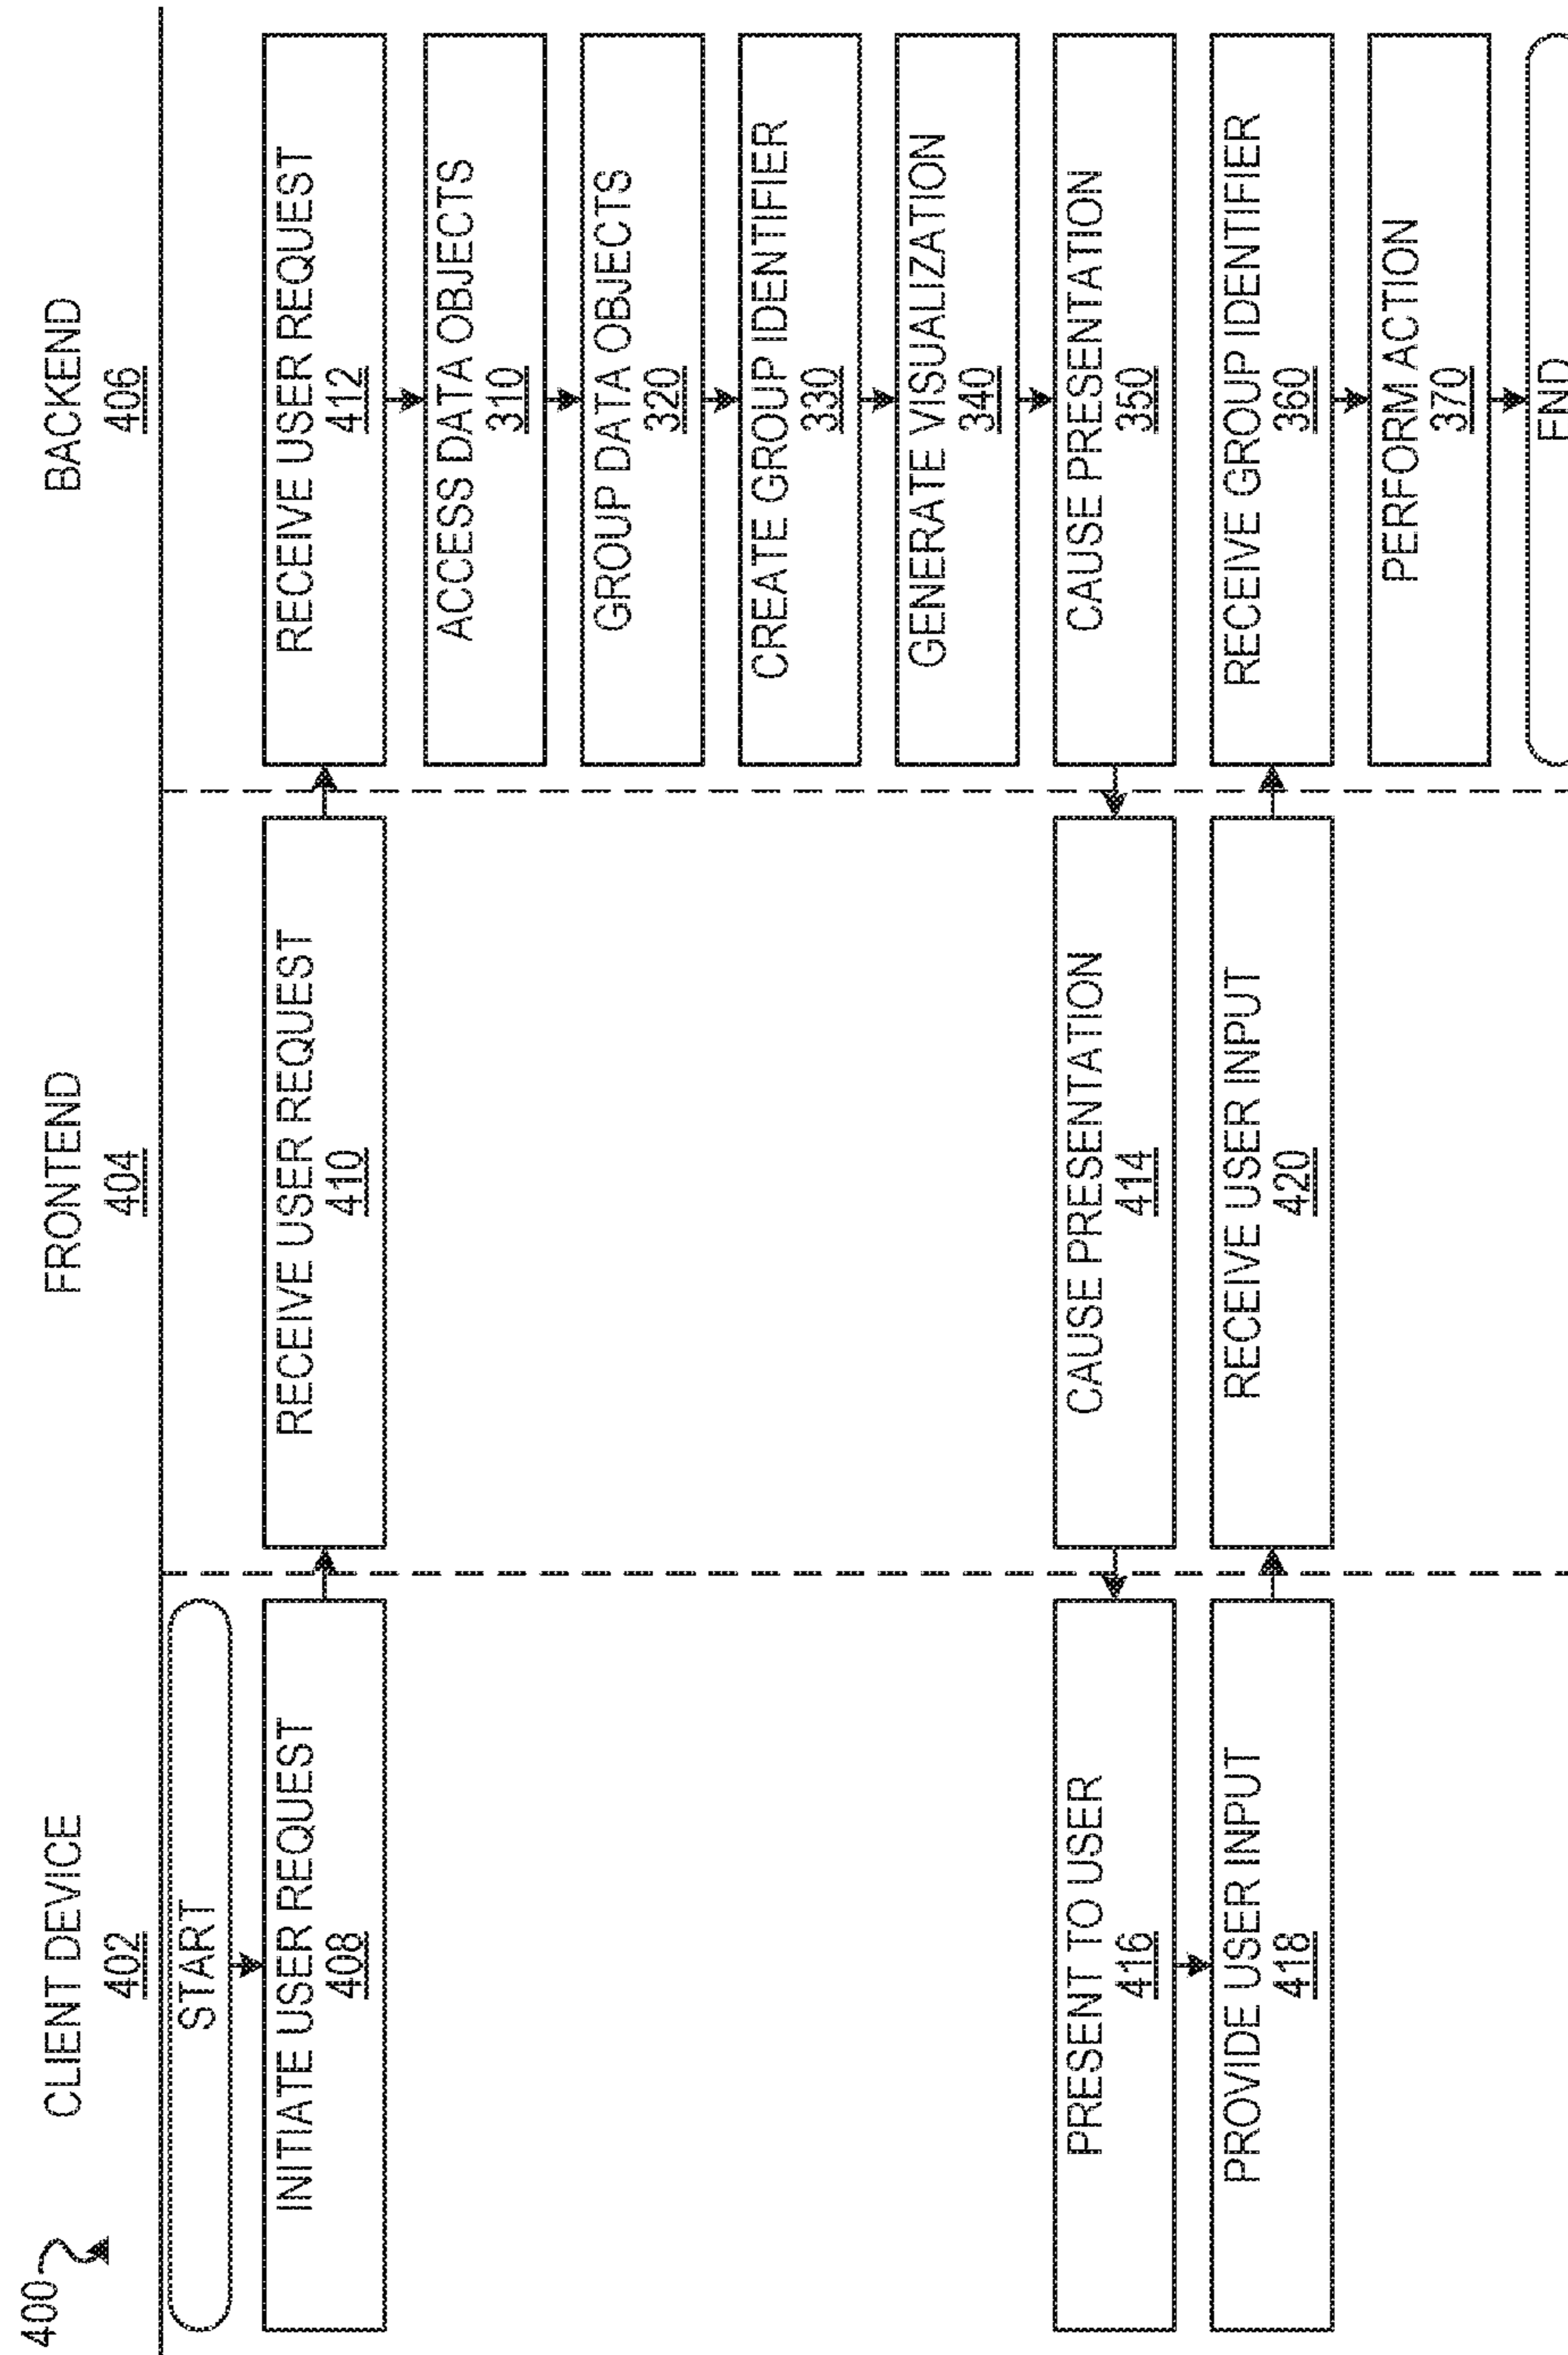 400
CLIENT DEVICE
402
FRONTEND
404
BACKEND
406
START
INITIATE USER REQUEST
408
RECEIVE USER REQUEST
410
RECEIVE USER REQUEST
412
ACCESS DATA OBJECTS
310
GROUP DATA OBJECTS
320
CREATE GROUP IDENTIFIER
330
GENERATE VISUALIZATION
340
PRESENT TO USER
416
CAUSE PRESENTATION
414
CAUSE PRESENTATION
350
PROVIDE USER INPUT
418
RECEIVE USER INPUT
420
RECEIVE GROUP IDENTIFIER
360
PERFORM ACTION
370
END